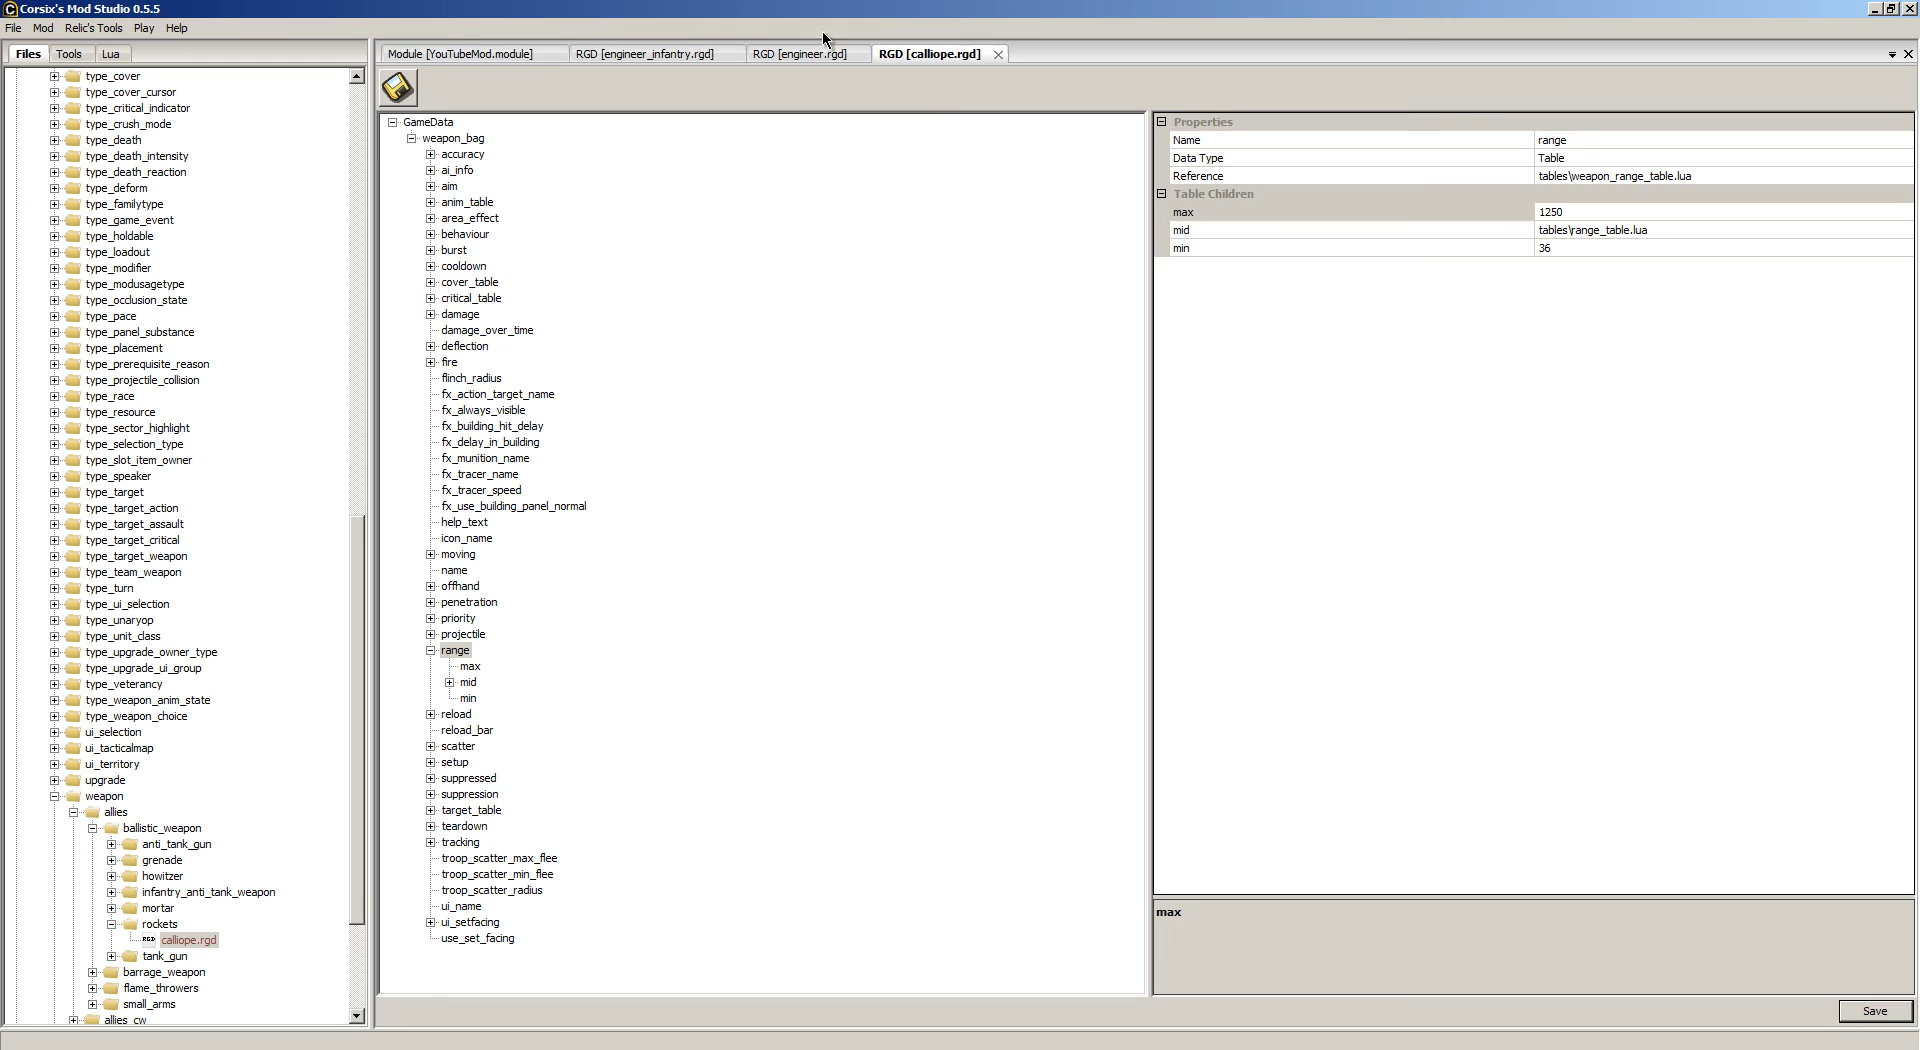 Corsix's Mod Studio 0.5.5
File Mod Relic's Tools Play Help
Files Tools Lua
Module [YouTubeMod.module] RGD [engineer_infantry.rgd] RGD [engineer.rgd] RGD [calliope.rgd]
type_cover
type_cover_cursor
type_critical_indicator
type_crush_mode
type_death
type_death_intensity
type_death_reaction
type_deform
type_familytype
type_game_event
type_holdable
type_loadout
type_modifier
type_modusagetype
type_occlusion_state
type_pace
type_panel_substance
type_placement
type_prerequisite_reason
type_projectile_collision
type_race
type_resource
type_sector_highlight
type_selection_type
type_slot_item_owner
type_speaker
type_target
type_target_action
type_target_assault
type_target_critical
type_target_weapon
type_team_weapon
type_turn
type_ui_selection
type_unaryop
type_unit_class
type_upgrade_owner_type
type_upgrade_ui_group
type_veterancy
type_weapon_anim_state
type_weapon_choice
ui_selection
ui_tacticalmap
ui_territory
upgrade
weapon
allies
ballistic_weapon
anti_tank_gun
grenade
howitzer
infantry_anti_tank_weapon
mortar
rockets
RGD calliope.rgd
tank_gun
barrage_weapon
flame_throwers
small_arms
allies_cw
GameData
weapon_bag
accuracy
ai_info
aim
anim_table
area_effect
behaviour
burst
cooldown
cover_table
critical_table
damage
damage_over_time
deflection
fire
flinch_radius
fx_action_target_name
fx_always_visible
fx_building_hit_delay
fx_delay_in_building
fx_munition_name
fx_tracer_name
fx_tracer_speed
fx_use_building_panel_normal
help_text
icon_name
moving
name
offhand
penetration
priority
projectile
range
max
mid
min
reload
reload_bar
scatter
setup
suppressed
suppression
target_table
teardown
tracking
troop_scatter_max_flee
troop_scatter_min_flee
troop_scatter_radius
ui_name
ui_setfacing
use_set_facing
Properties
Name range
Data Type Table
Reference tables\weapon_range_table.lua
Table Children
max 1250
mid tables\range_table.lua
min 36
max
Save